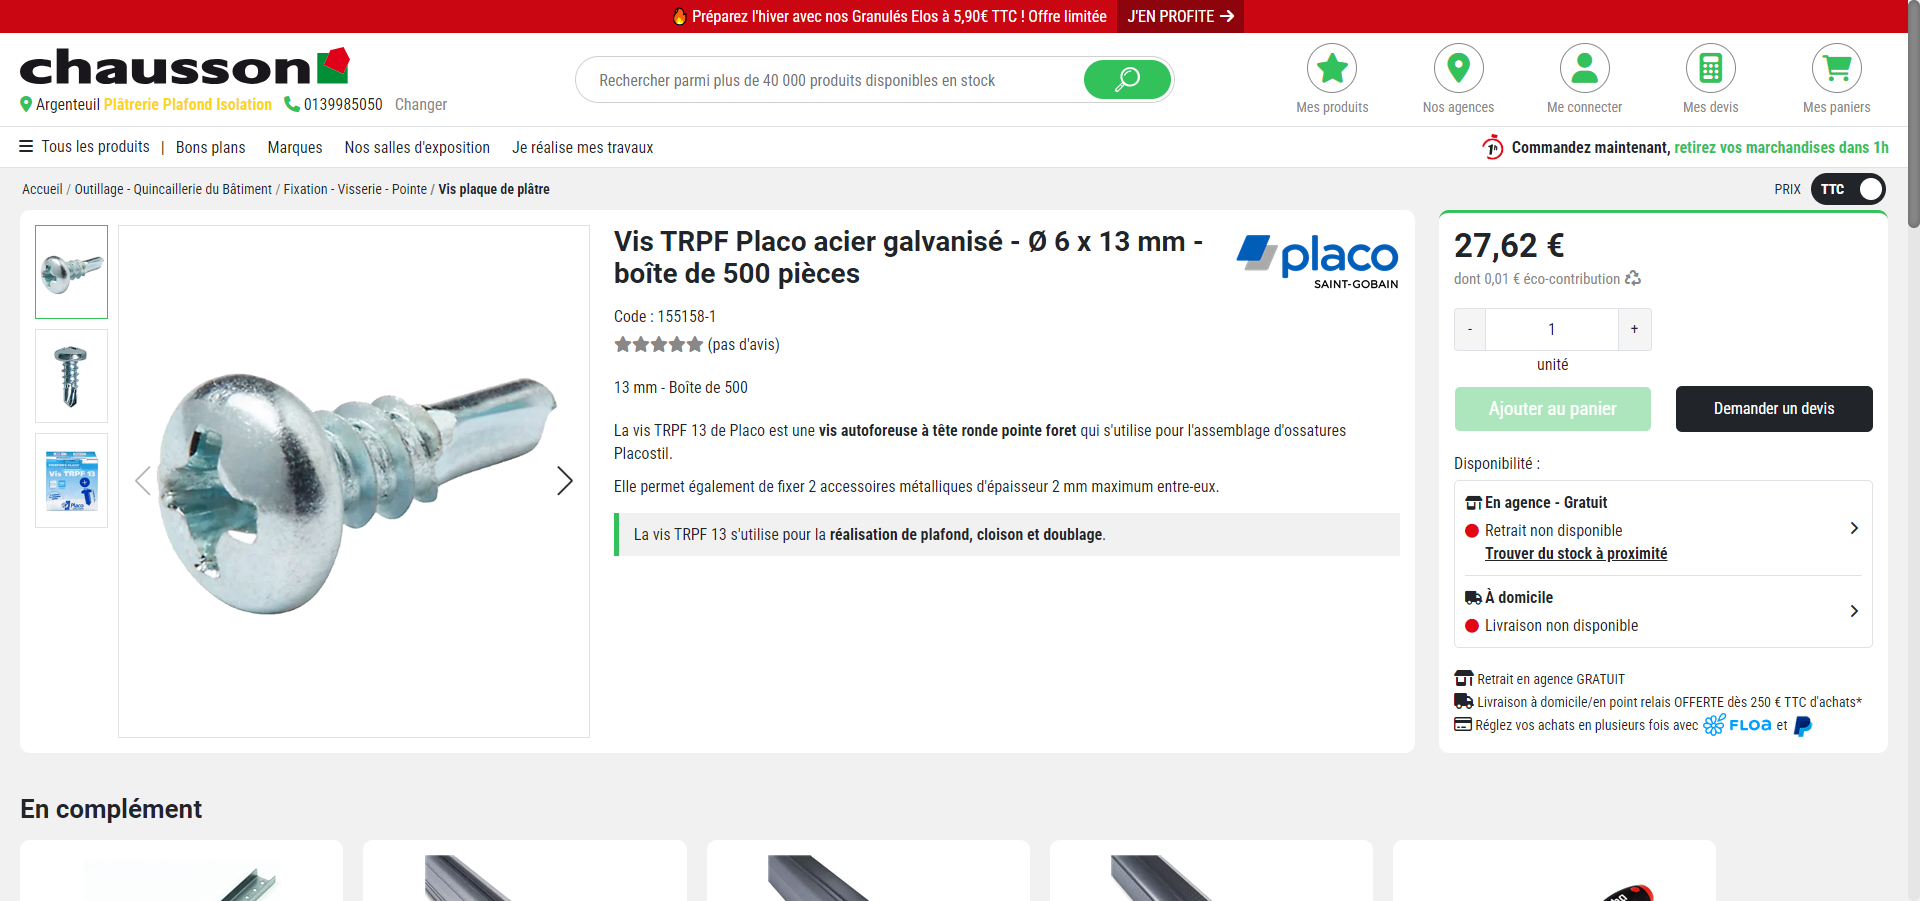 Préparez l'hiver avec nos Granulés Elos à 5,90€ TTC ! Offre limitée
J'EN PROFITE
chausson
Argenteuil Plâtrerie Plafond Isolation 0139985050 Changer
Rechercher parmi plus de 40 000 produits disponibles en stock
Mes produits
Nos agences
Me connecter
Mes devis
Mes paniers
Tous les produits | Bons plans Marques Nos salles d'exposition Je réalise mes travaux
1h Commandez maintenant, retirez vos marchandises dans 1h
Accueil / Outillage - Quincaillerie du Bâtiment / Fixation - Visserie - Pointe / Vis plaque de plâtre
PRIX TTC
Vis TRPF Placo acier galvanisé - Ø 6 x 13 mm -
boîte de 500 pièces
placo
SAINT-GOBAIN
Code : 155158-1
(pas d'avis)
13 mm - Boîte de 500
La vis TRPF 13 de Placo est une vis autoforeuse à tête ronde pointe foret qui s'utilise pour l'assemblage d'ossatures
Placostil.
Elle permet également de fixer 2 accessoires métalliques d'épaisseur 2 mm maximum entre-eux.
La vis TRPF 13 s'utilise pour la réalisation de plafond, cloison et doublage.
Vis TRPF 13
Placo
27,62 €
dont 0,01 € éco-contribution
- 1 +
unité
Ajouter au panier
Demander un devis
Disponibilité :
En agence - Gratuit
Retrait non disponible
Trouver du stock à proximité
À domicile
Livraison non disponible
Retrait en agence GRATUIT
Livraison à domicile/en point relais OFFERTE dès 250 € TTC d'achats*
Réglez vos achats en plusieurs fois avec FLOA et
En complément